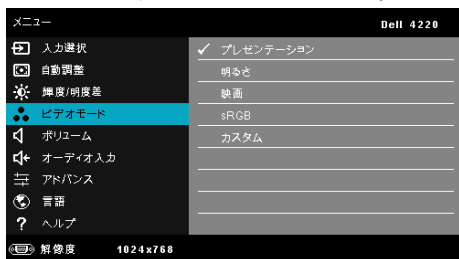 メニュー
Dell 4220
入力選択
自動調整
輝度/明度差
ビデオモード
ボリューム
オーディオ入力
アドバンス
言語
ヘルプ
✓ プレゼンテーション
明るさ
映画
sRGB
カスタム
解像度 1024x768